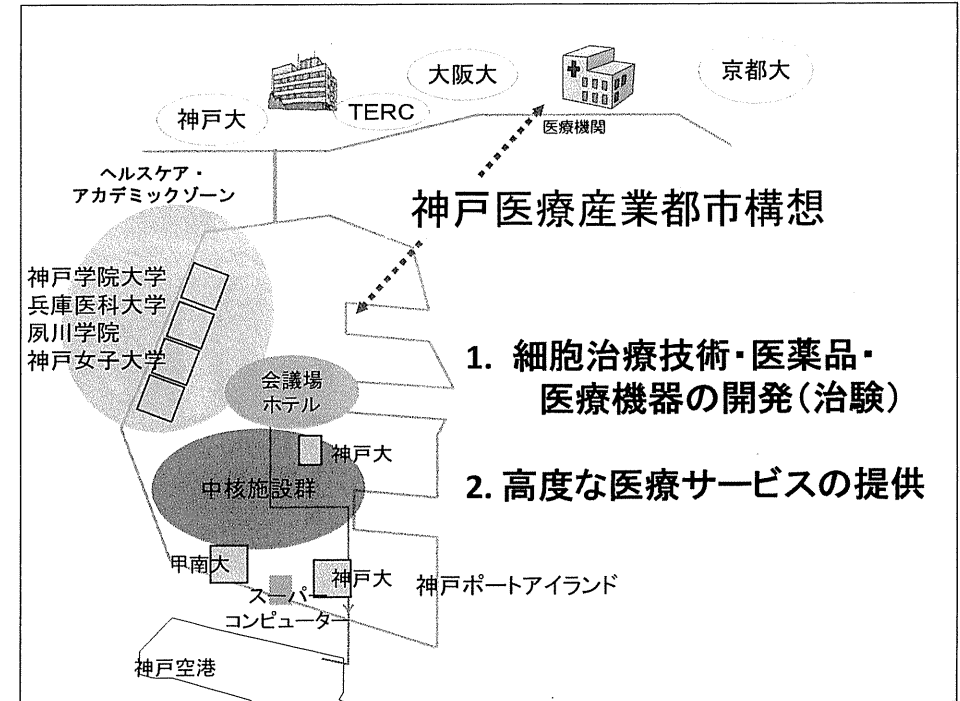 大阪大
京都大
神戸大
TERC
医療機関
ヘルスケア・
アカデミックゾーン
神戸医療産業都市構想
神戸学院大学
兵庫医科大学
夙川学院
神戸女子大学
会議場
ホテル
1. 細胞治療技術・医薬品・
医療機器の開発(治験)
神戸大
中核施設群
2. 高度な医療サービスの提供
甲南大
神戸大
神戸ポートアイランド
スーパー
コンピューター
神戸空港